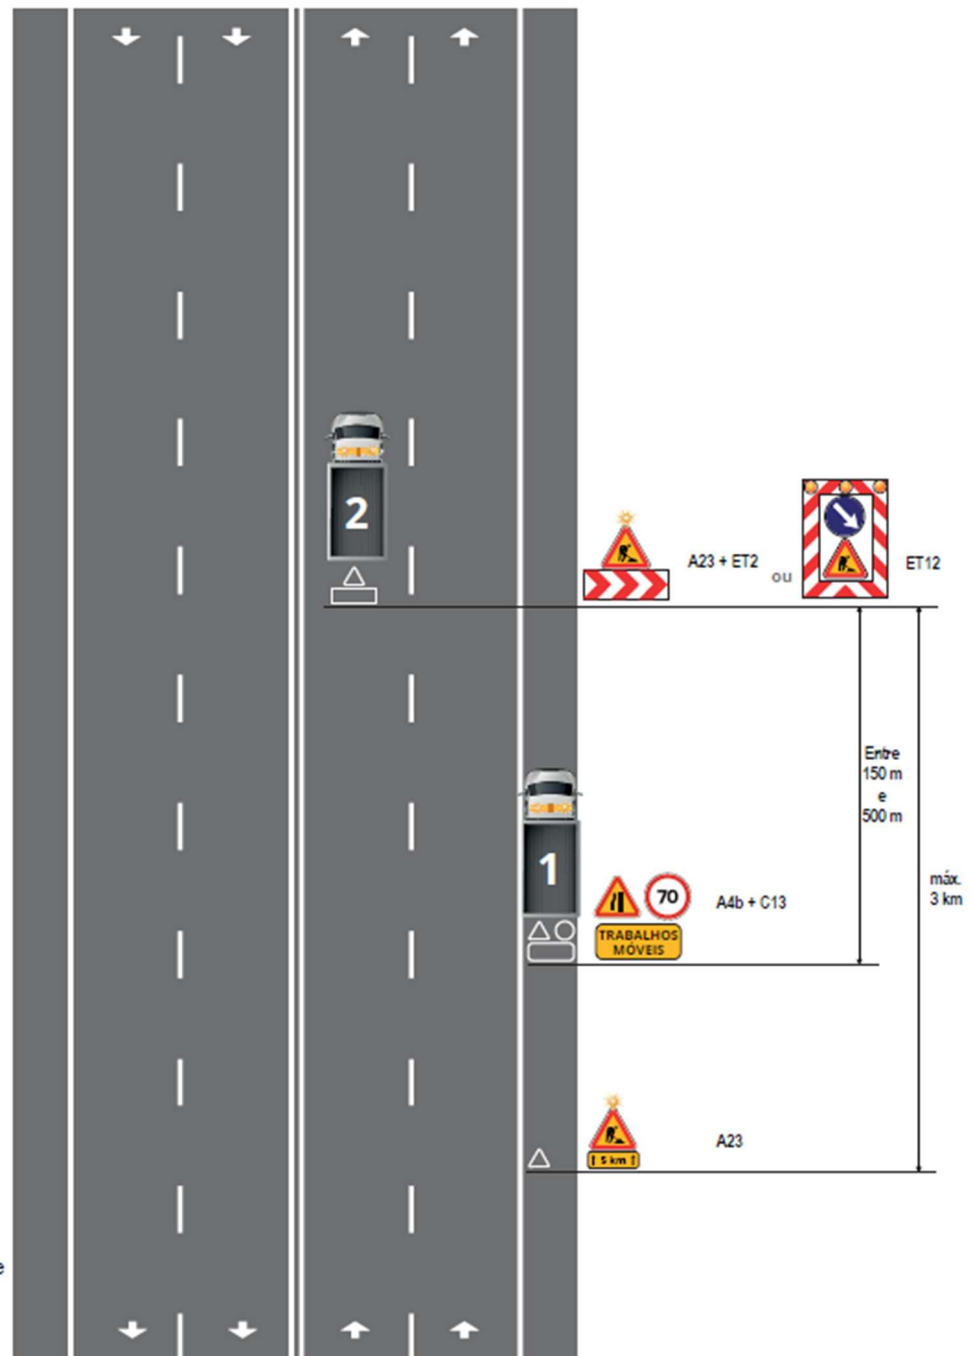 2
A23 + ET2
ou
ET12
Entre
150 m
e
500 m
1
70
A4b + C13
TRABALHOS
MÓVEIS
máx.
3 km
A23
5 km
e